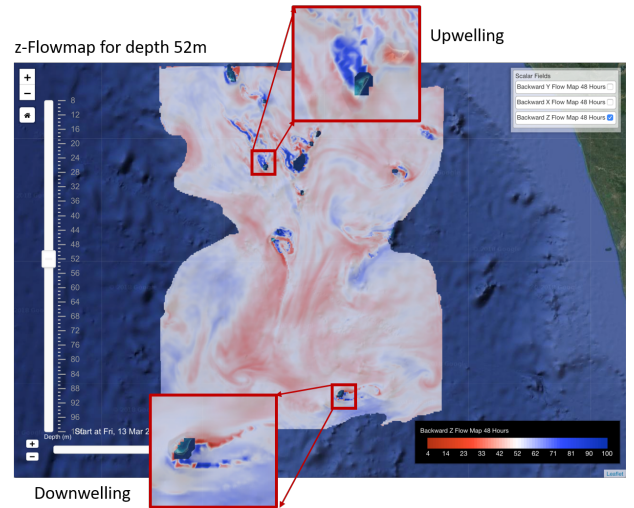 z-Flowmap for depth 52m
Upwelling
+
−
Scalar Fields
Backward Y Flow Map 48 Hours
Backward X Flow Map 48 Hours
Backward Z Flow Map 48 Hours
8
12
16
20
24
28
32
36
40
44
48
52
56
60
64
68
72
76
80
84
88
92
96
Depth (m)
Start at Fri, 13 Mar 2
+
−
Backward Z Flow Map 48 Hours
4 14 23 33 42 52 62 71 81 90 100
Leaflet
Downwelling